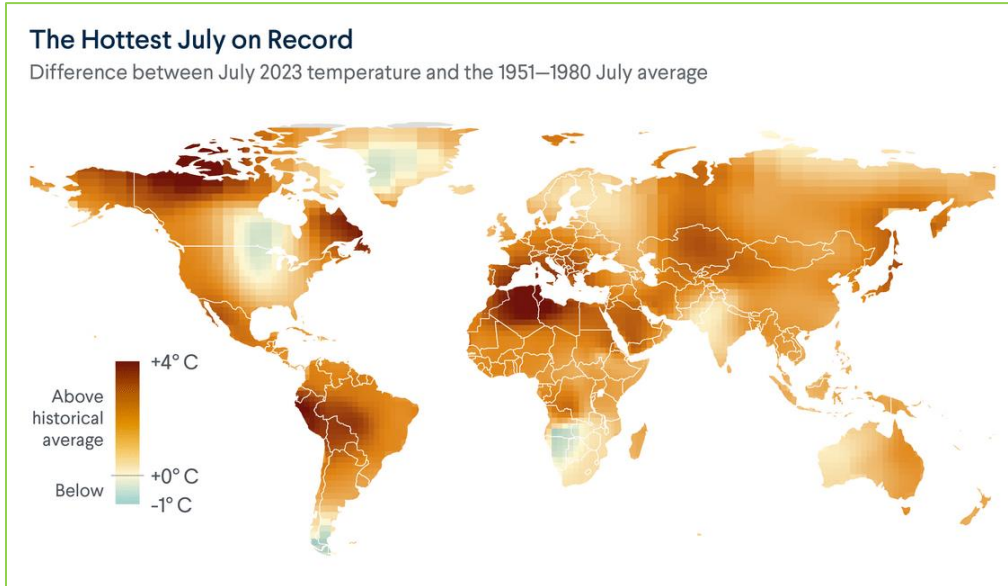 The Hottest July on Record
Difference between July 2023 temperature and the 1951—1980 July average
+4° C
Above
historical
average
+0° C
Below
-1° C